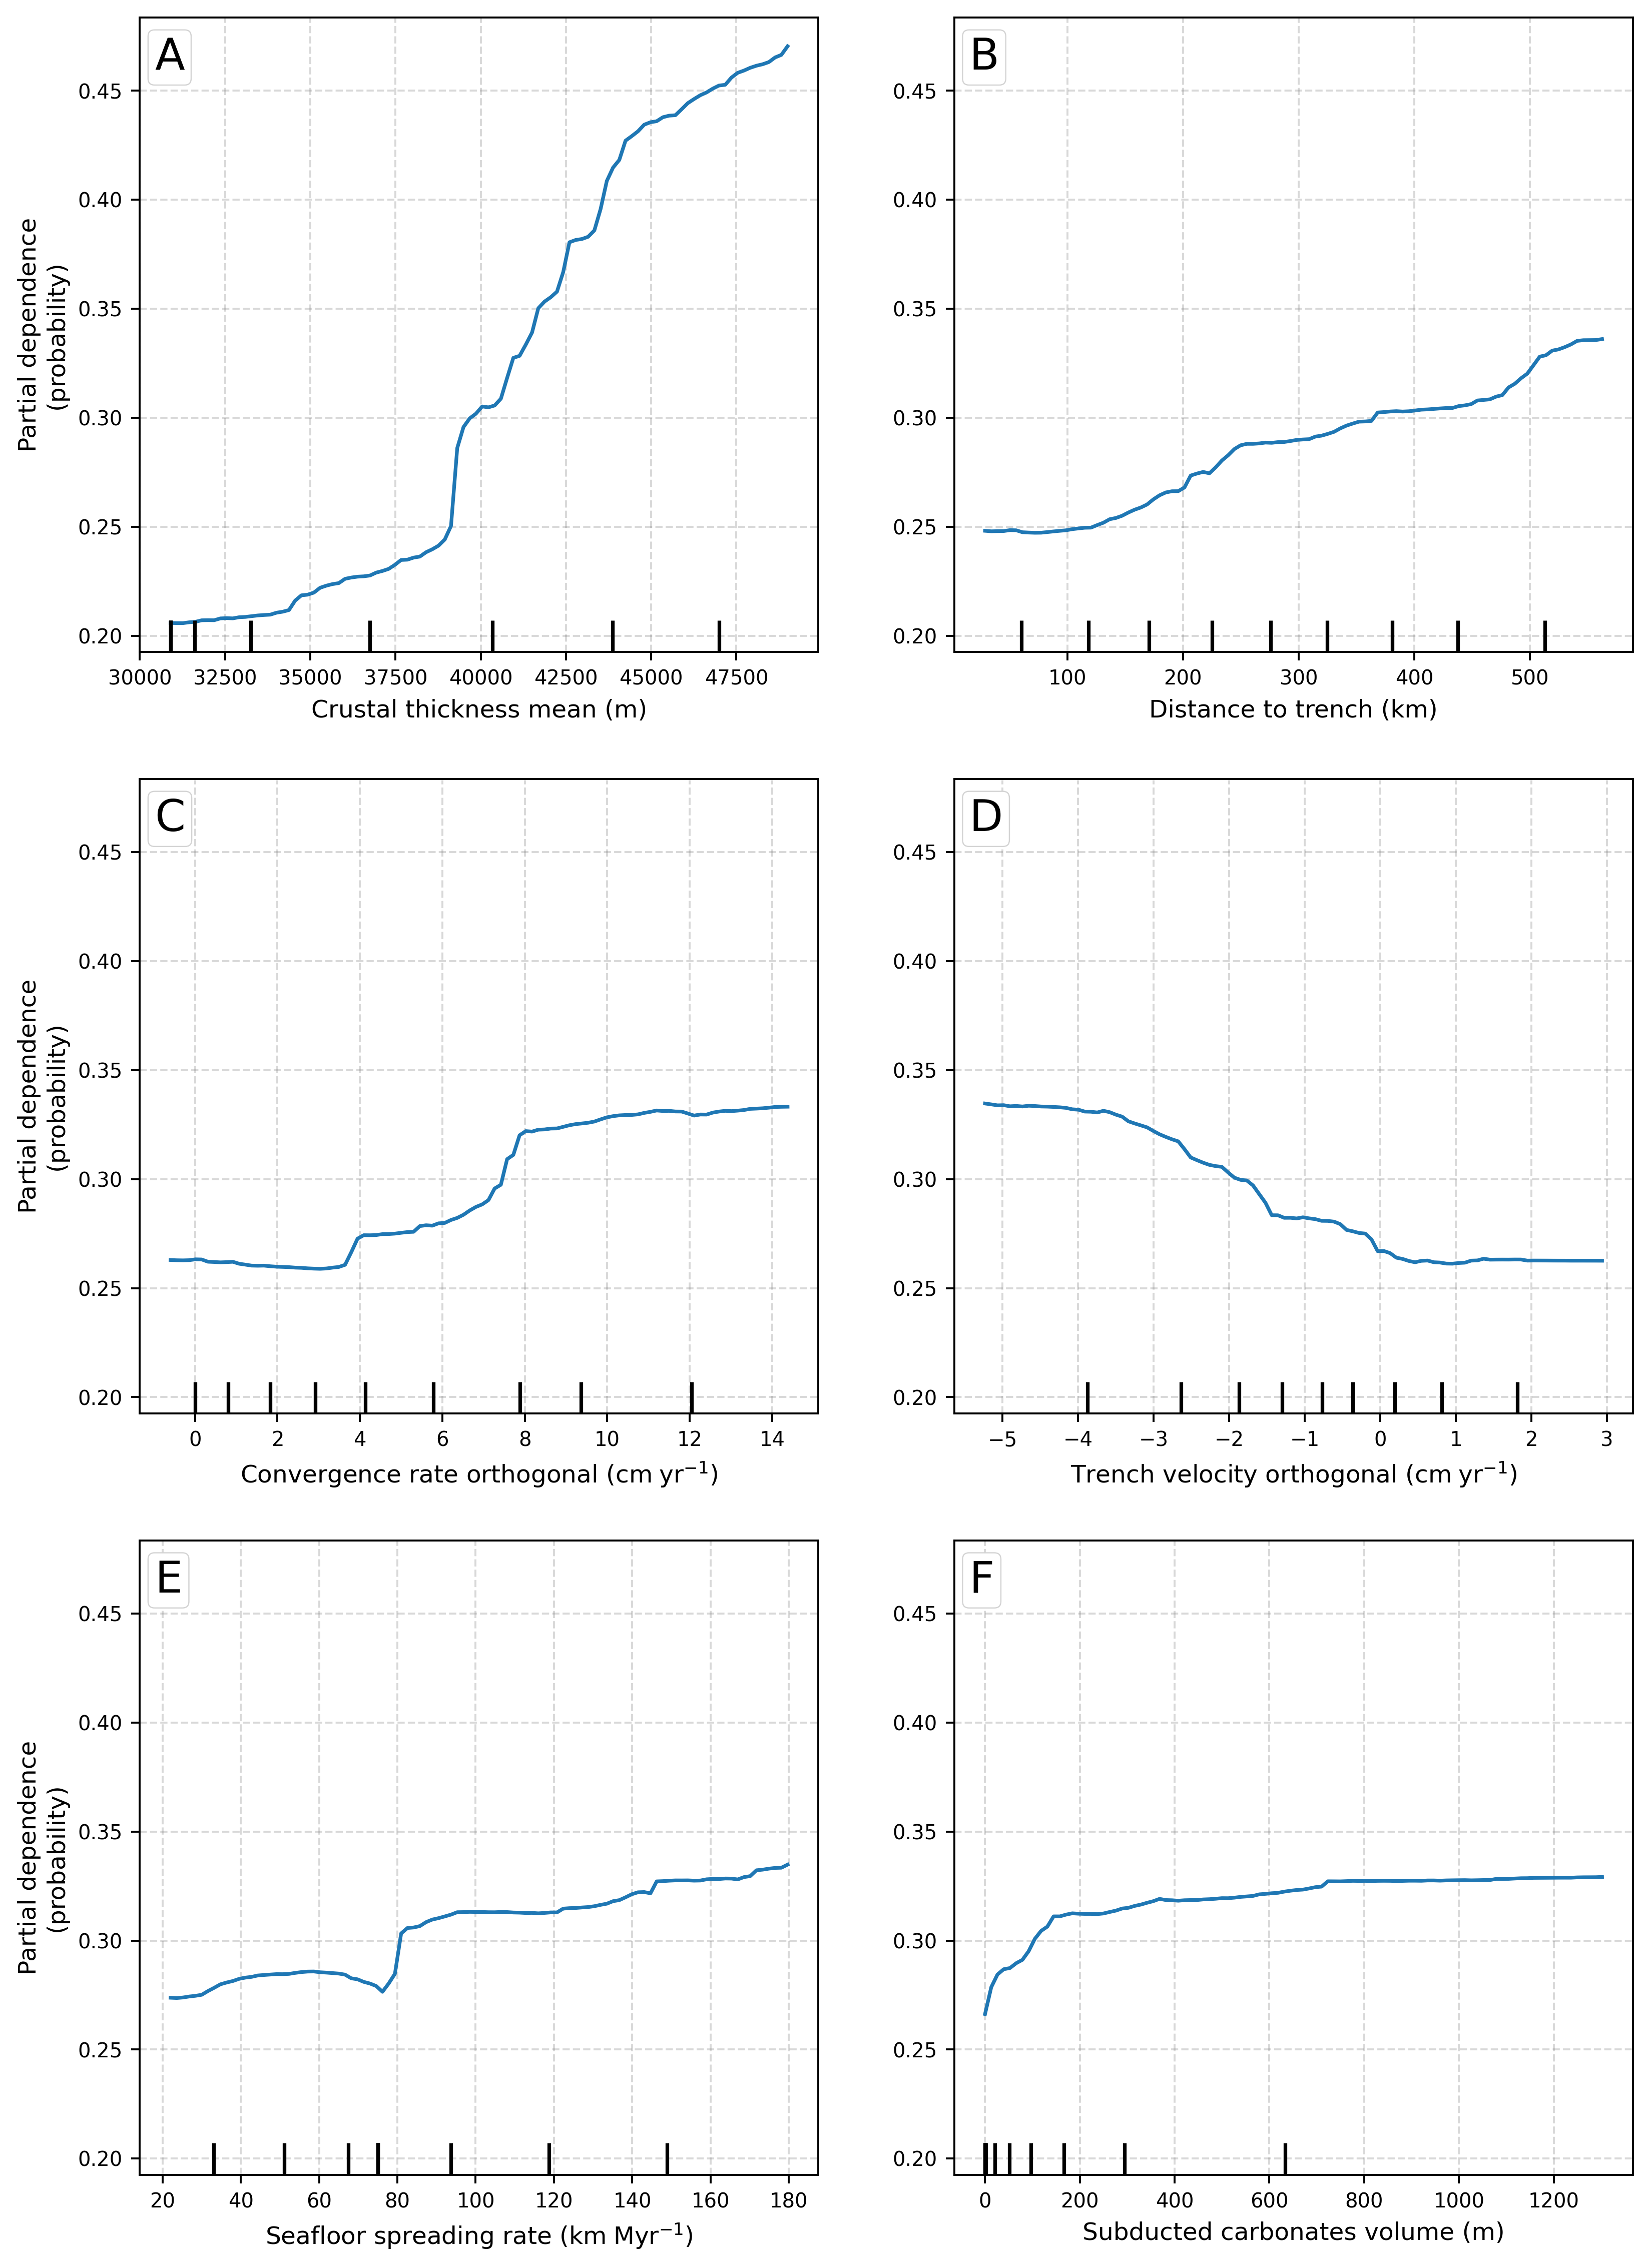 A
0.45
0.40
0.35
0.30
0.25
0.20
Partial dependence
(probability)
30000 32500 35000 37500 40000 42500 45000 47500
Crustal thickness mean (m)
B
0.45
0.40
0.35
0.30
0.25
0.20
100 200 300 400 500
Distance to trench (km)
C
0.45
0.40
0.35
0.30
0.25
0.20
Partial dependence
(probability)
0 2 4 6 8 10 12 14
Convergence rate orthogonal (cm yr⁻¹)
D
0.45
0.40
0.35
0.30
0.25
0.20
−5 −4 −3 −2 −1 0 1 2 3
Trench velocity orthogonal (cm yr⁻¹)
E
0.45
0.40
0.35
0.30
0.25
0.20
Partial dependence
(probability)
20 40 60 80 100 120 140 160 180
Seafloor spreading rate (km Myr⁻¹)
F
0.45
0.40
0.35
0.30
0.25
0.20
0 200 400 600 800 1000 1200
Subducted carbonates volume (m)